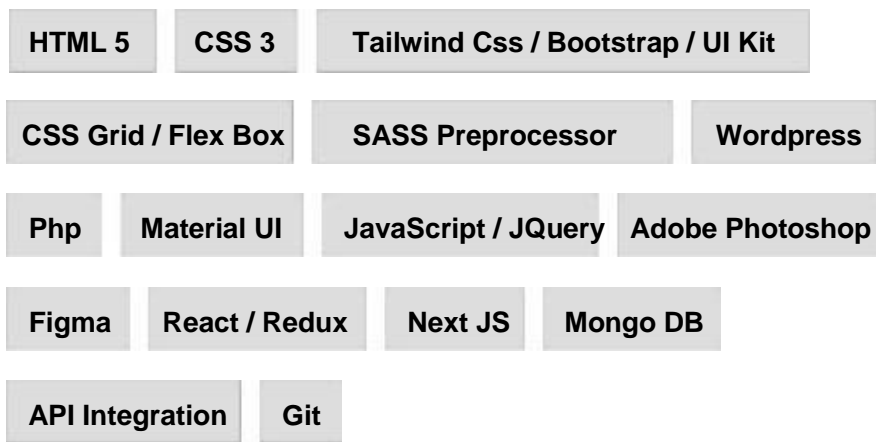 HTML 5 CSS 3 Tailwind Css / Bootstrap / UI Kit
CSS Grid / Flex Box SASS Preprocessor Wordpress
Php Material UI JavaScript / JQuery Adobe Photoshop
Figma React / Redux Next JS Mongo DB
API Integration Git